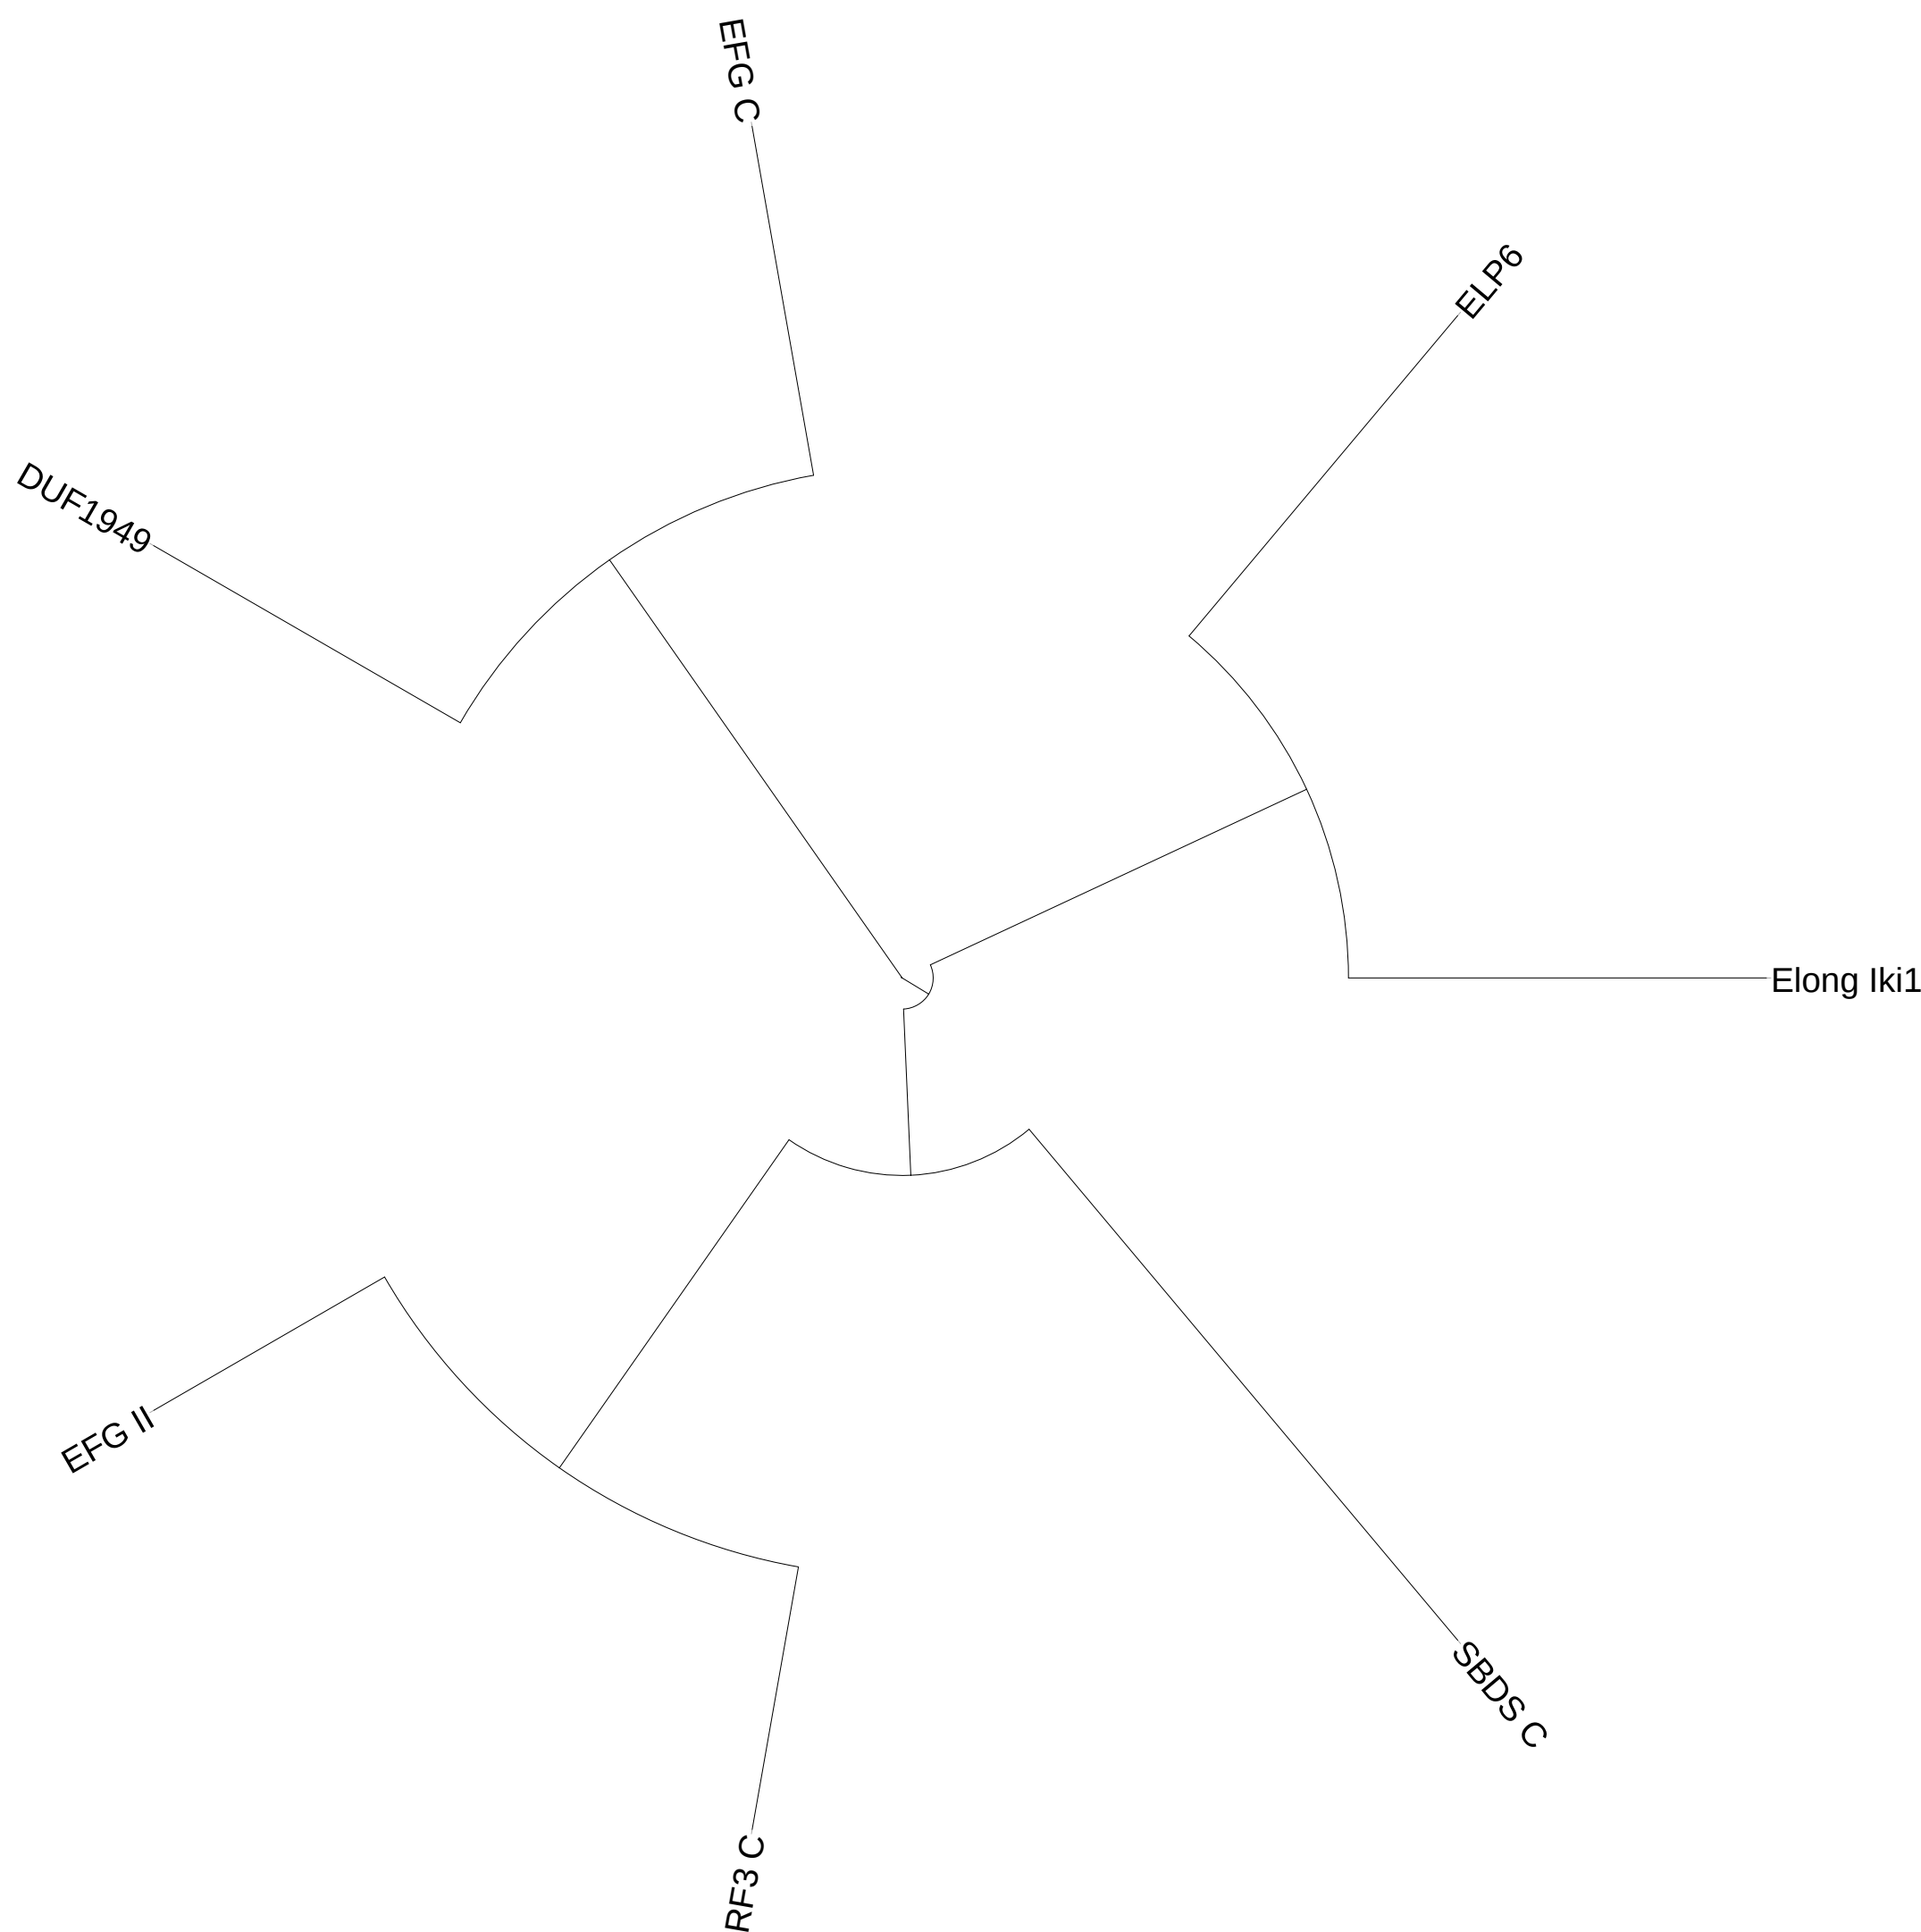 EFG C
ELP6
DUF1949
Elong Iki1
EFG II
SBDS C
RF3 C